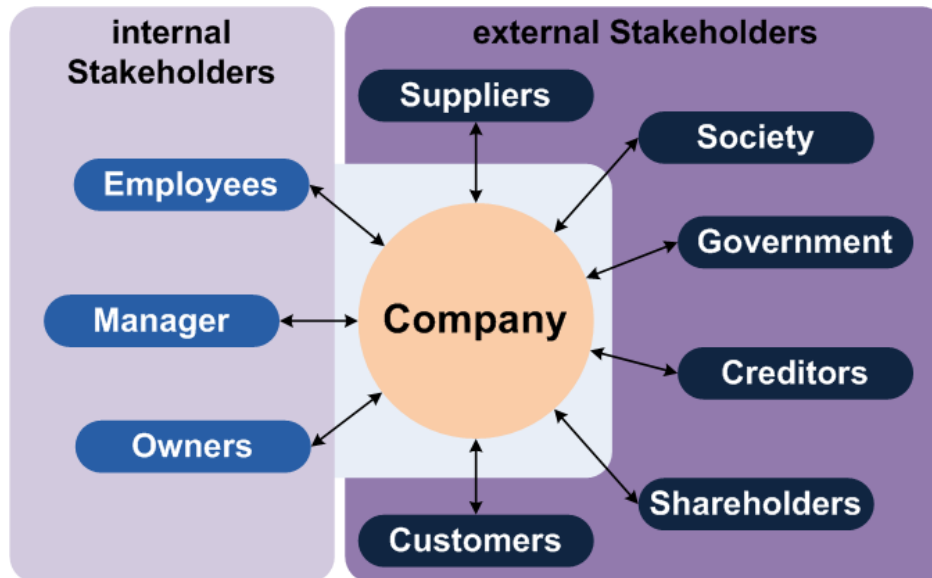 internal
Stakeholders
external Stakeholders
Suppliers
Society
Employees
Government
Manager
Company
Creditors
Owners
Shareholders
Customers